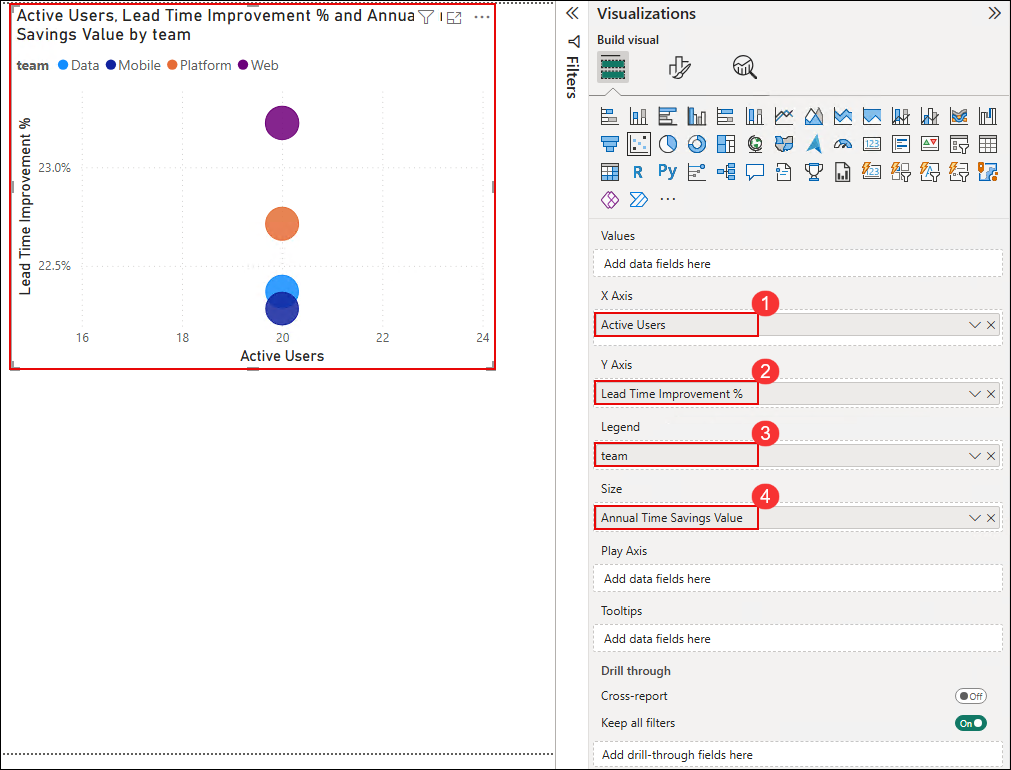 Active Users, Lead Time Improvement % and Annua
Savings Value by team
team Data Mobile Platform Web
Lead Time Improvement %
23.0%
22.5%
16 18 20 22 24
Active Users
Filters
Visualizations
Build visual
123
R Py 123
Values
Add data fields here
X Axis
1
Active Users
Y Axis
2
Lead Time Improvement %
Legend
3
team
Size
4
Annual Time Savings Value
Play Axis
Add data fields here
Tooltips
Add data fields here
Drill through
Cross-report Off
Keep all filters On
Add drill-through fields here